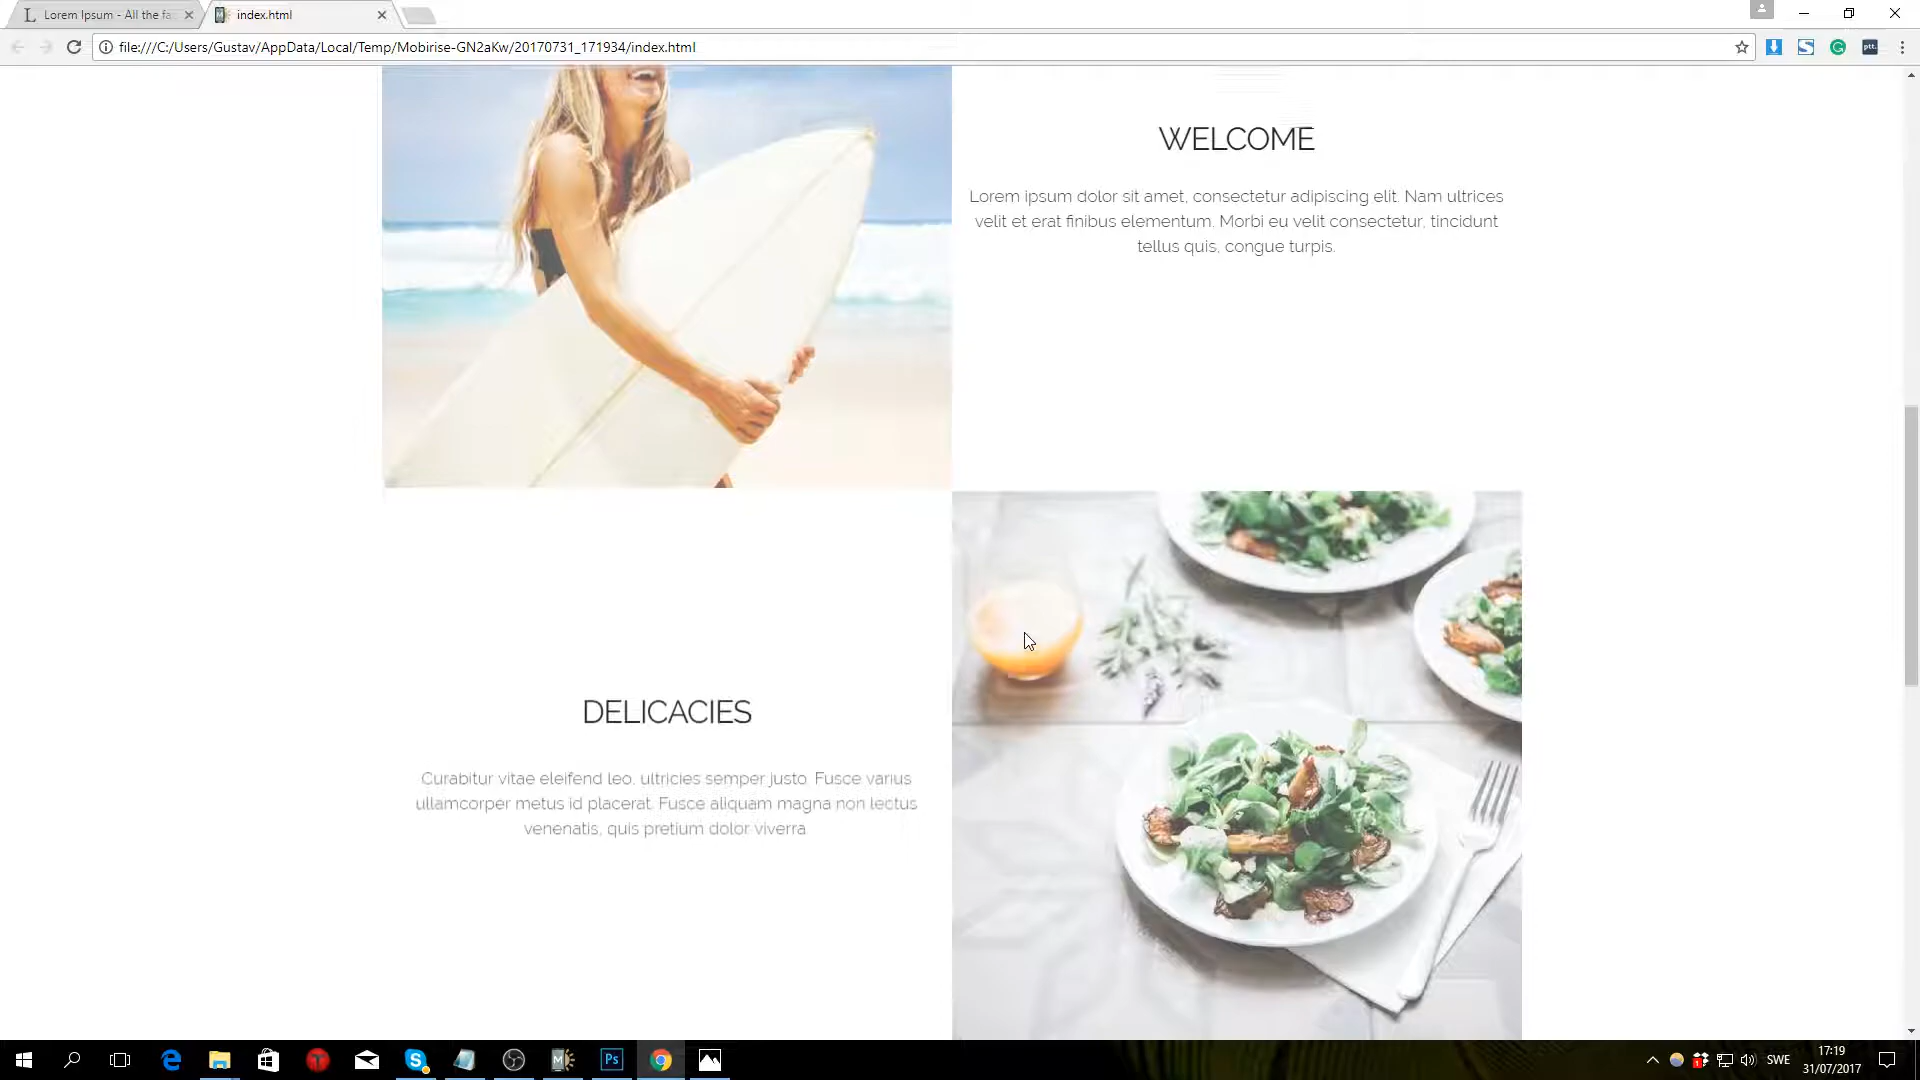 Lorem Ipsum - All the fa
index.html
file:///C:/Users/Gustav/AppData/Local/Temp/Mobirise-GN2aKw/20170731_171934/index.html
ptt.
WELCOME
Lorem ipsum dolor sit amet, consectetur adipiscing elit. Nam ultrices
velit et erat finibus elementum. Morbi eu velit consectetur, tincidunt
tellus quis, congue turpis.
DELICACIES
Curabitur vitae eleifend leo, ultricies semper justo. Fusce varius
ullamcorper metus id placerat. Fusce aliquam magna non lectus
venenatis, quis pretium dolor viverra
Ps
SWE
17:19
31/07/2017